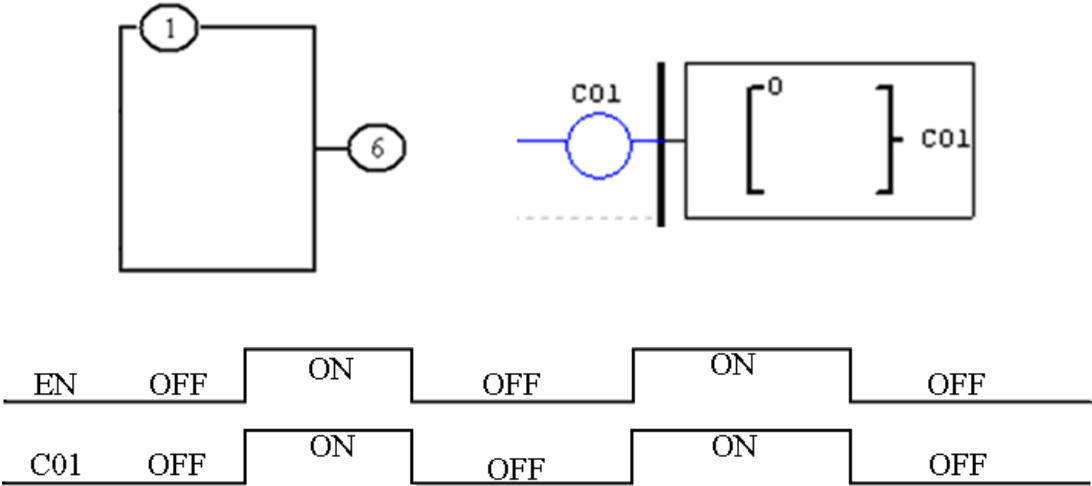 1
6
C01
0
C01
EN OFF ON OFF ON OFF
C01 OFF ON OFF ON OFF